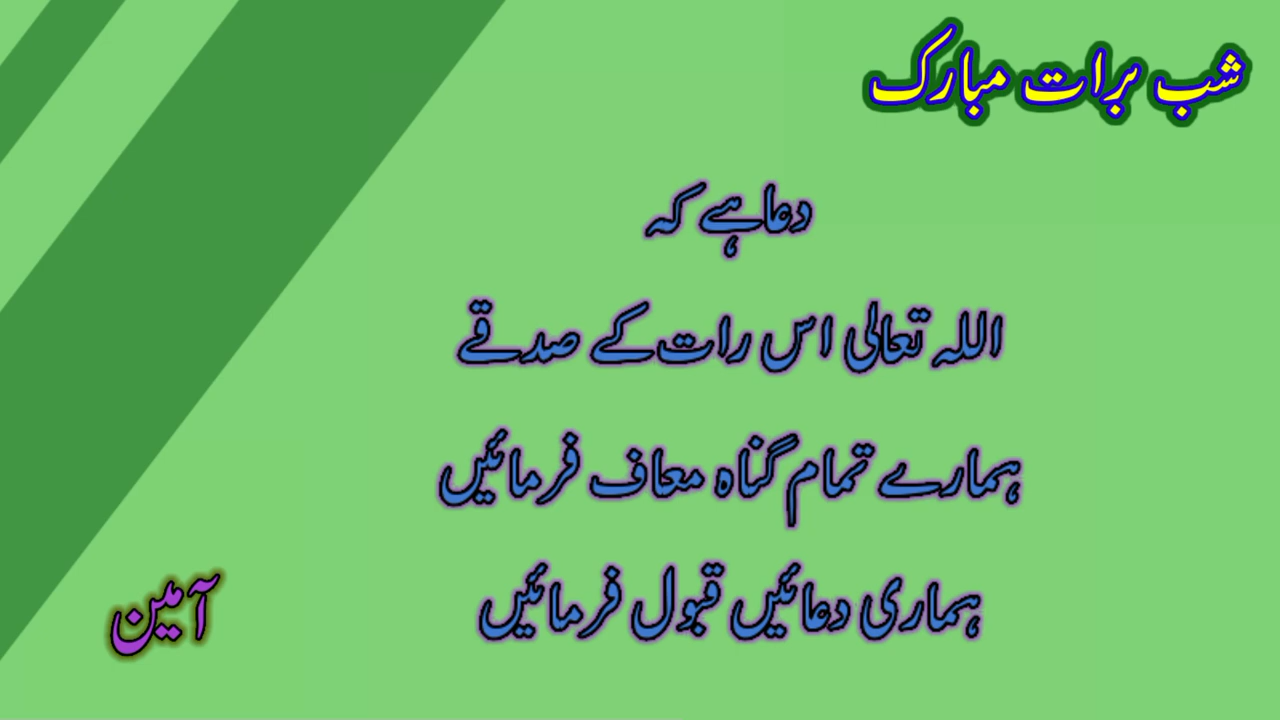 شب برات مبارک
دعا ہے کہ
اللہ تعالی اس رات کے صدقے
ہمارے تمام گناہ معاف فرمائیں
ہماری دعائیں قبول فرمائیں
آمین